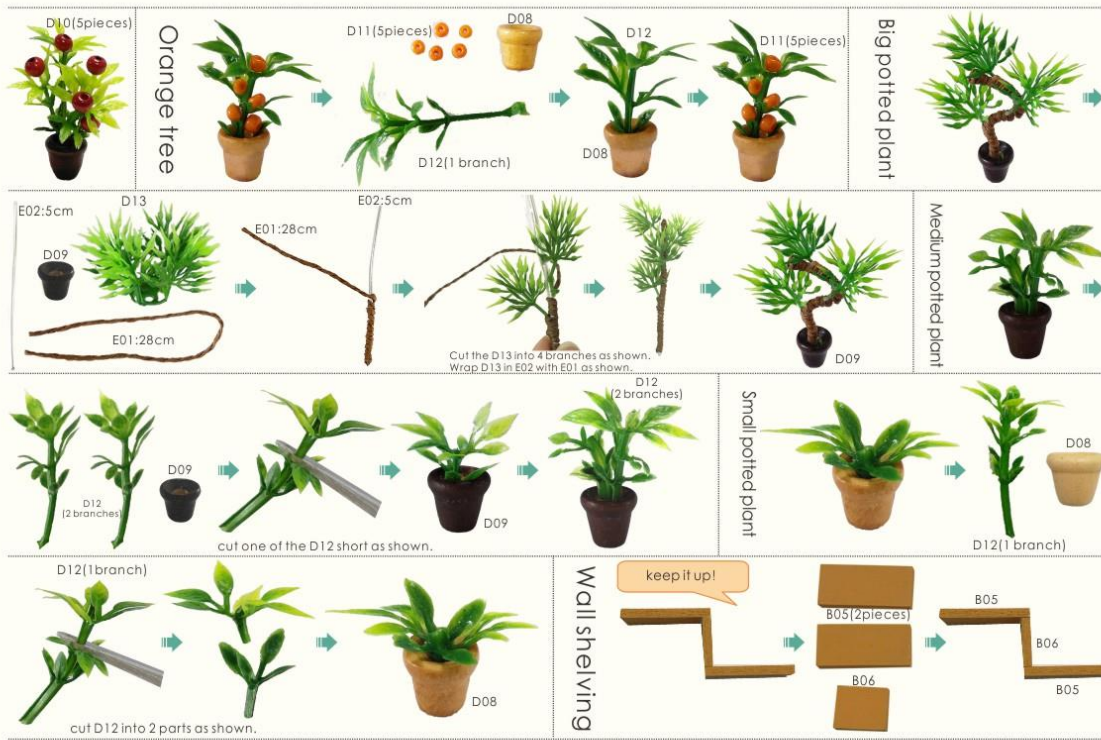 D10(5pieces)
Orange tree
D11(5pieces)
D08
D12(1 branch)
D12
D08
D11(5pieces)
Big potted plant
E02:5cm
D13
D09
E01:28cm
E02:5cm
E01:28cm
Cut the D13 into 4 branches as shown.
Wrap D13 in E02 with E01 as shown.
D09
Medium potted plant
D12
(2 branches)
D09
cut one of the D12 short as shown.
D09
D12
(2 branches)
Small potted plant
D08
D12(1 branch)
D12(1branch)
cut D12 into 2 parts as shown.
D08
Wall shelving
keep it up!
B05(2pieces)
B06
B05
B06
B05